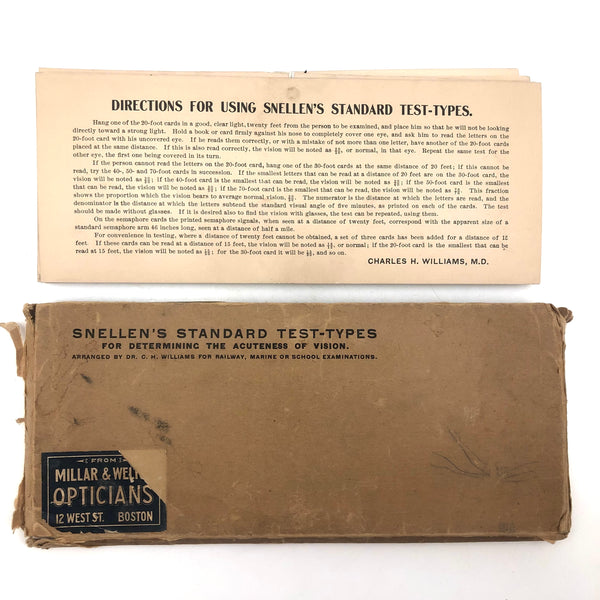 DIRECTIONS FOR USING SNELLEN'S STANDARD TEST-TYPES.
Hang one of the 20-foot cards in a good, clear light, twenty feet from the person to be examined, and place him so that he will not be looking
directly toward a strong light. Hold a book or card firmly against his nose to completely cover one eye, and ask him to read the letters on the
20-foot card with his uncovered eye. If he reads them correctly, or with a mistake of not more than one letter, have another of the 20-foot cards
placed at the same distance. If this is also read correctly, the vision will be noted as 20/20, or normal, in that eye. Repeat the same test for the
other eye, the first one being covered in its turn.
If the person cannot read the letters on the 20-foot card, hang one of the 30-foot cards at the same distance of 20 feet; if this cannot be
read, try the 40-, 50- and 70-foot cards in succession. If the smallest letters that can be read at a distance of 20 feet are on the 30-foot card, the
vision will be noted as 20/30; if the 40-foot card is the smallest that can be read, the vision will be noted as 20/40; if the 50-foot card is the smallest
that can be read, the vision will be noted as 20/50; if the 70-foot card is the smallest that can be read, the vision will be noted as 20/70. This fraction
shows the proportion which the vision bears to average normal vision, 20/20. The numerator is the distance at which the letters are read, and the
denominator is the distance at which the letters subtend the standard visual angle of five minutes, as printed on each of the cards. The test
should be made without glasses. If it is desired also to find the vision with glasses, the test can be repeated, using them.
On the semaphore cards the printed semaphore signals, when seen at a distance of twenty feet, correspond with the apparent size of a
standard semaphore arm 46 inches long, seen at a distance of half a mile.
For convenience in testing, where a distance of twenty feet cannot be obtained, a set of three cards has been added for a distance of 15
feet. If these cards can be read at a distance of 15 feet, the vision will be noted as 15/15, or normal; if the 20-foot card is the smallest that can be
read at 15 feet, the vision will be noted as 15/20; for the 30-foot card it will be 15/30, and so on.
CHARLES H. WILLIAMS, M.D.
SNELLEN'S STANDARD TEST-TYPES
FOR DETERMINING THE ACUTENESS OF VISION.
ARRANGED BY DR. C. H. WILLIAMS FOR RAILWAY, MARINE OR SCHOOL EXAMINATIONS.
FROM
MILLAR &
OPTICIANS
12 WEST ST. BOSTON